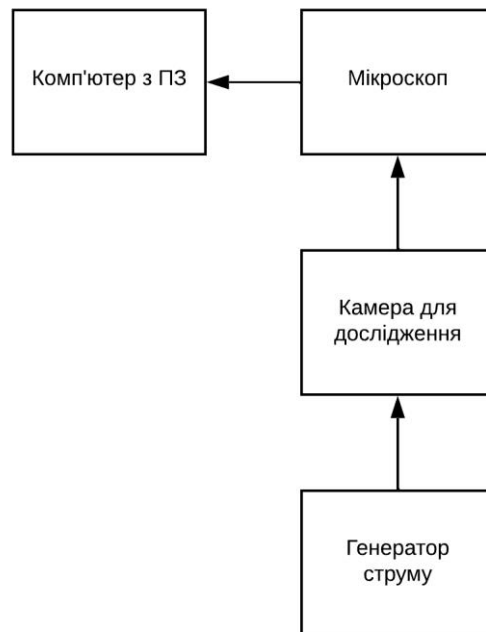 Комп'ютер з ПЗ
Мікроскоп
Камера для
дослідження
Генератор
струму